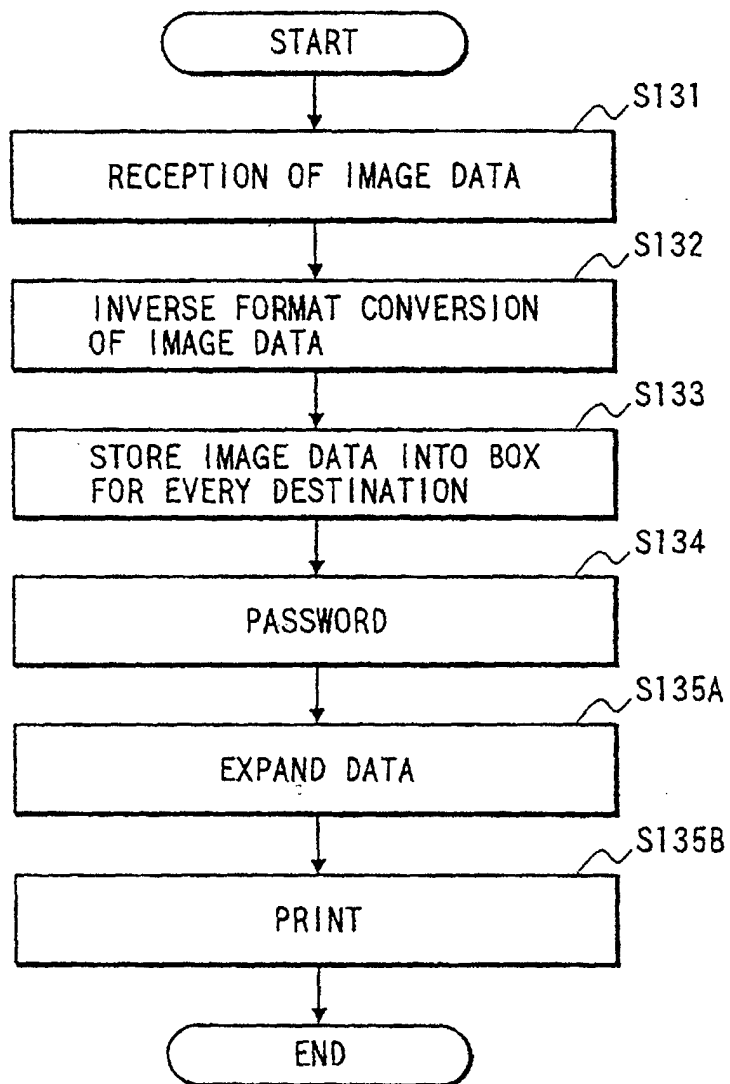 START
S131
RECEPTION OF IMAGE DATA
S132
INVERSE FORMAT CONVERSION
OF IMAGE DATA
S133
STORE IMAGE DATA INTO BOX
FOR EVERY DESTINATION
S134
PASSWORD
S135A
EXPAND DATA
S135B
PRINT
END